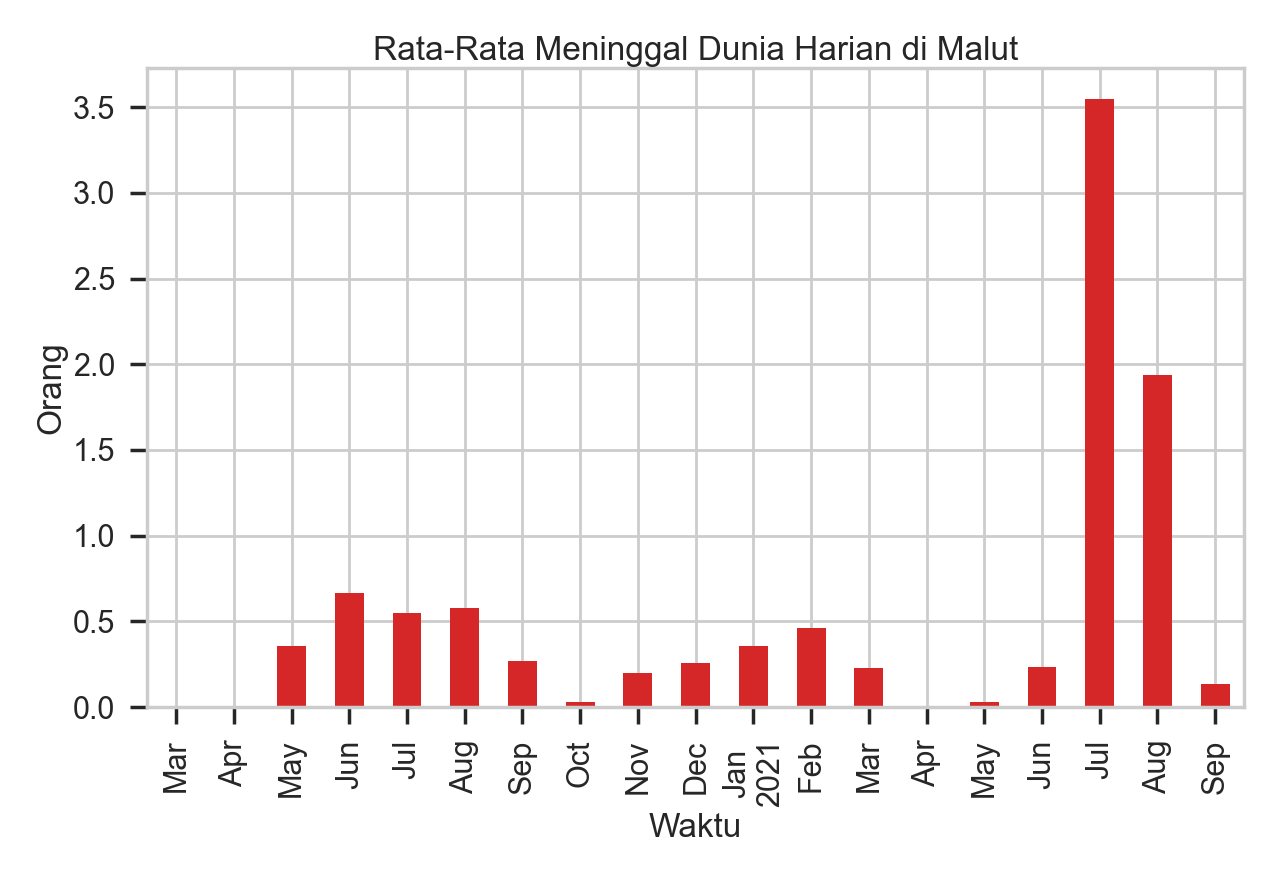 Rata-Rata Meninggal Dunia Harian di Malut
Orang
3.5
3.0
2.5
2.0
1.5
1.0
0.5
0.0
Mar
Apr
May
Jun
Jul
Aug
Sep
Oct
Nov
Dec
Jan
2021
Feb
Mar
Apr
May
Jun
Jul
Aug
Sep
Waktu